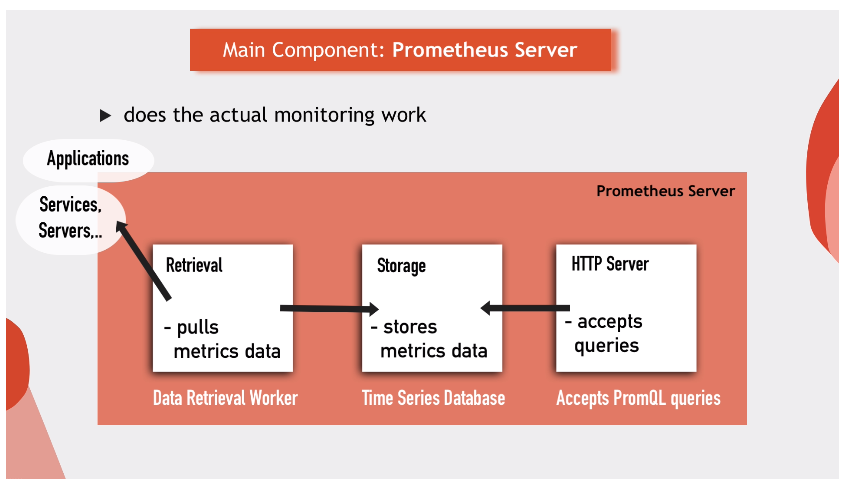 Main Component: Prometheus Server
▶ does the actual monitoring work
Applications
Services,
Servers,..
Prometheus Server
Retrieval
- pulls
metrics data
Storage
- stores
metrics data
HTTP Server
- accepts
queries
Data Retrieval Worker
Time Series Database
Accepts PromQL queries